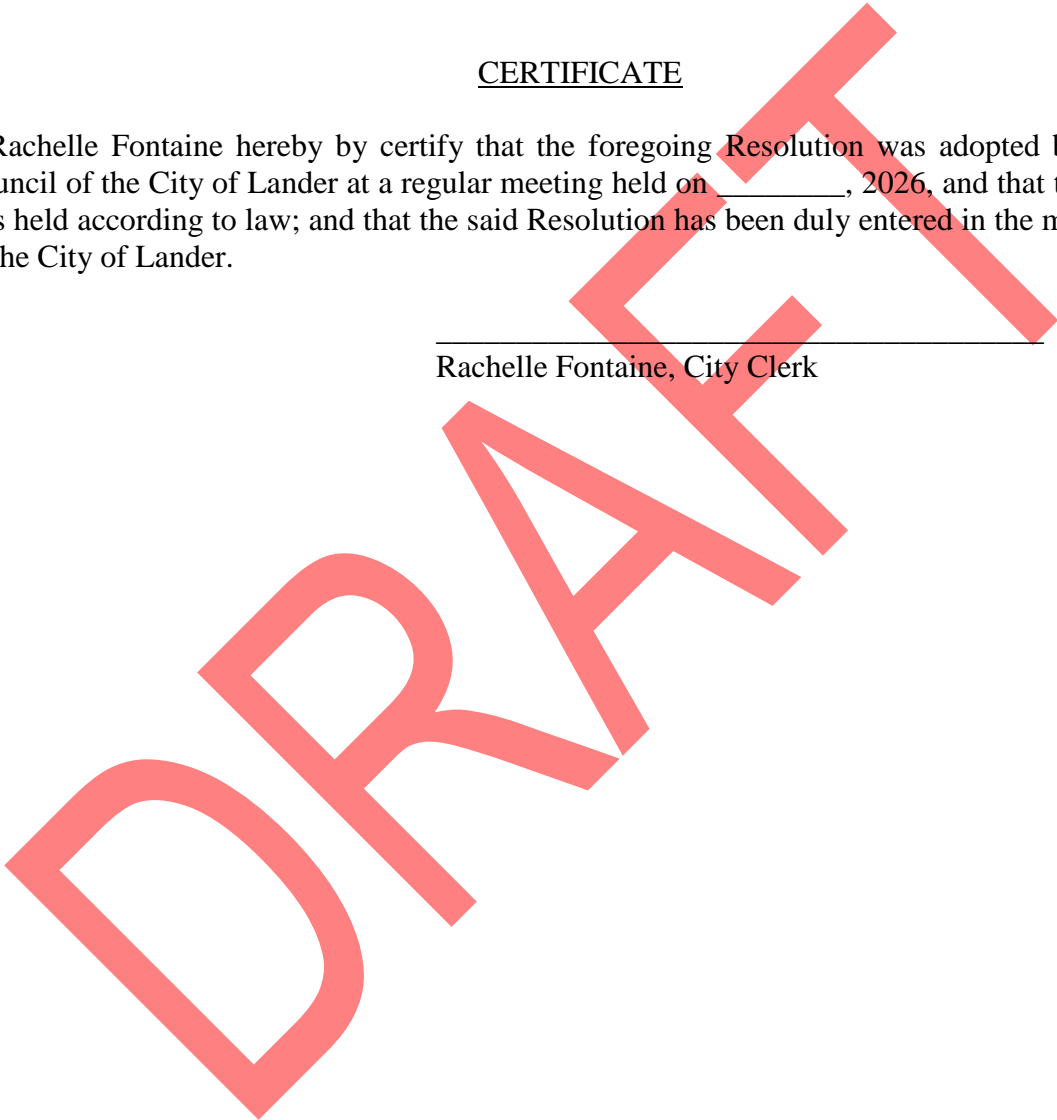 CERTIFICATE
Rachelle Fontaine hereby by certify that the foregoing Resolution was adopted
of the City of Lander at a regular meeting held on ________, 2026, and that
held according to law; and that the said Resolution has been duly entered in the
the City of Lander.
______________________________________
Rachelle Fontaine, City Clerk
DRAFT